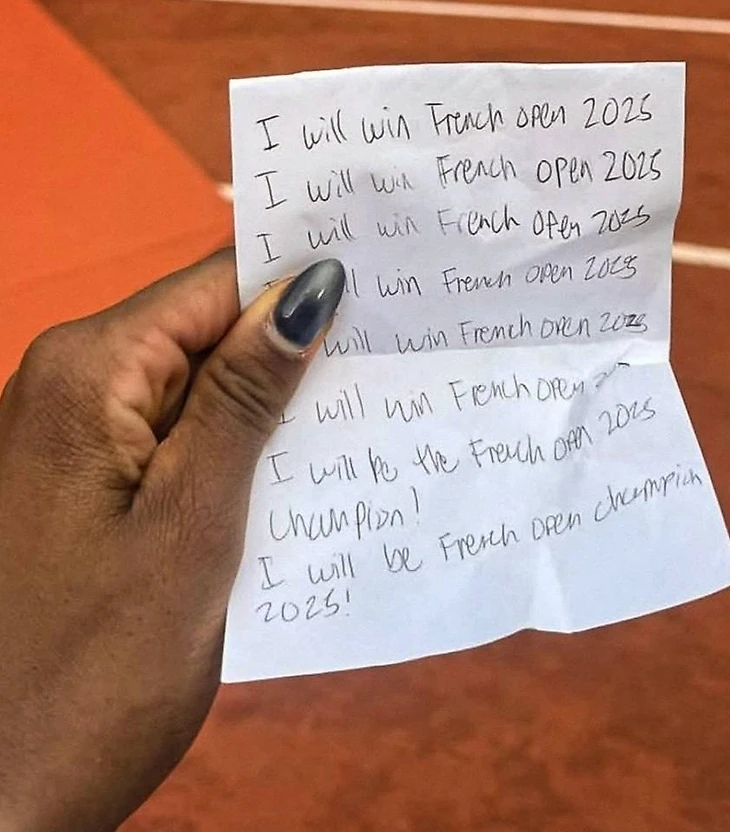 I will win French open 2025
I will win French open 2025
I will win French open 2025
win French open 2025
will win French open 2025
I will win French open
I will be the French open 2025
champion!
I will be French open champion
2025!